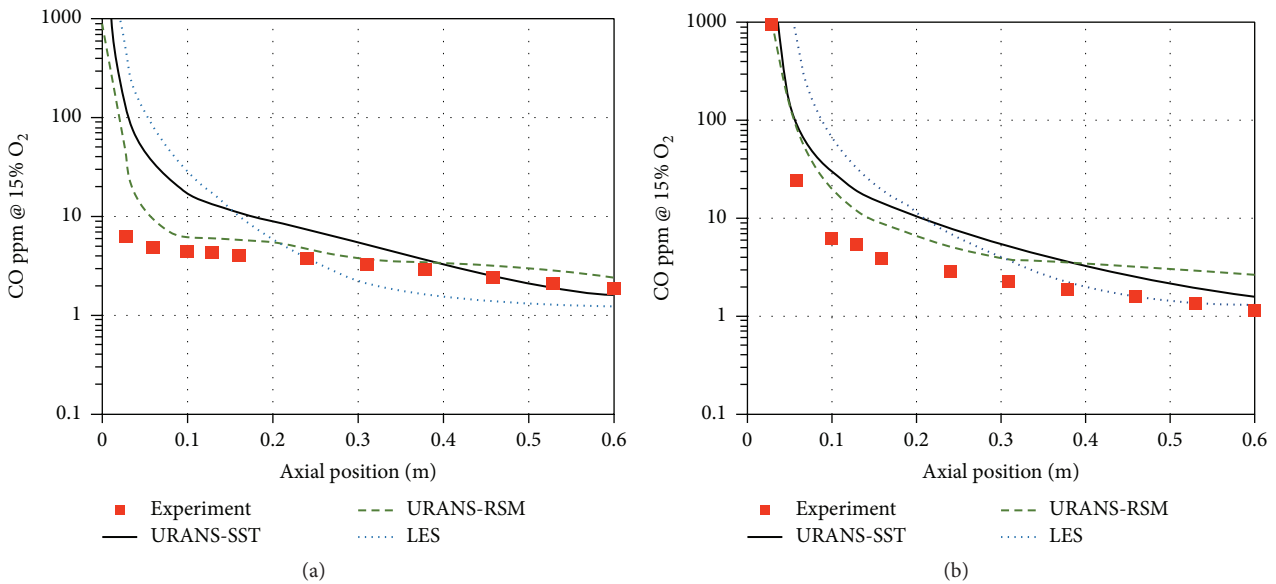 1000
100
10
1
0.1
CO ppm @ 15% O₂
0 0.1 0.2 0.3 0.4 0.5 0.6
Axial position (m)
Experiment URANS-RSM
URANS-SST LES
(a)
1000
100
10
1
0.1
CO ppm @ 15% O₂
0 0.1 0.2 0.3 0.4 0.5 0.6
Axial position (m)
Experiment URANS-RSM
URANS-SST LES
(b)